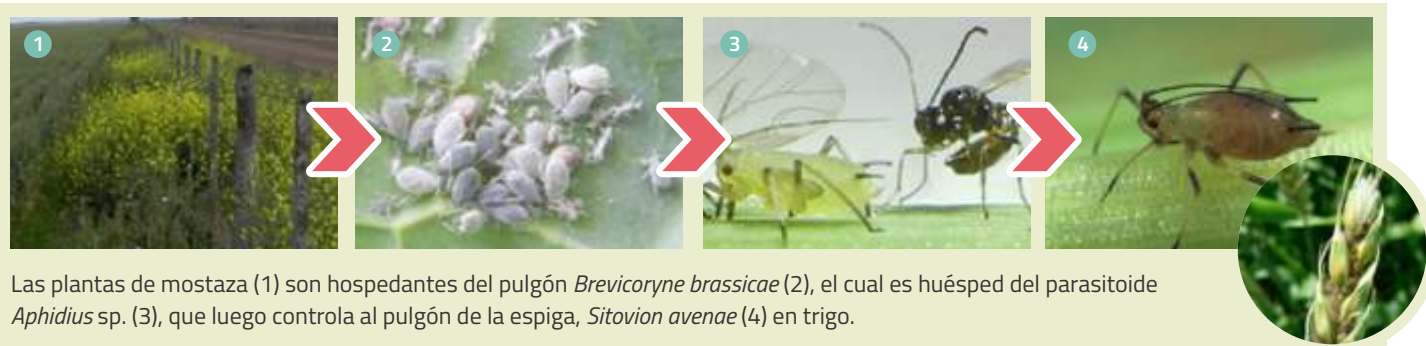 1
2
3
4
Las plantas de mostaza (1) son hospedantes del pulgón Brevicoryne brassicae (2), el cual es huésped del parasitoide
Aphidius sp. (3), que luego controla al pulgón de la espiga, Sitovion avenae (4) en trigo.